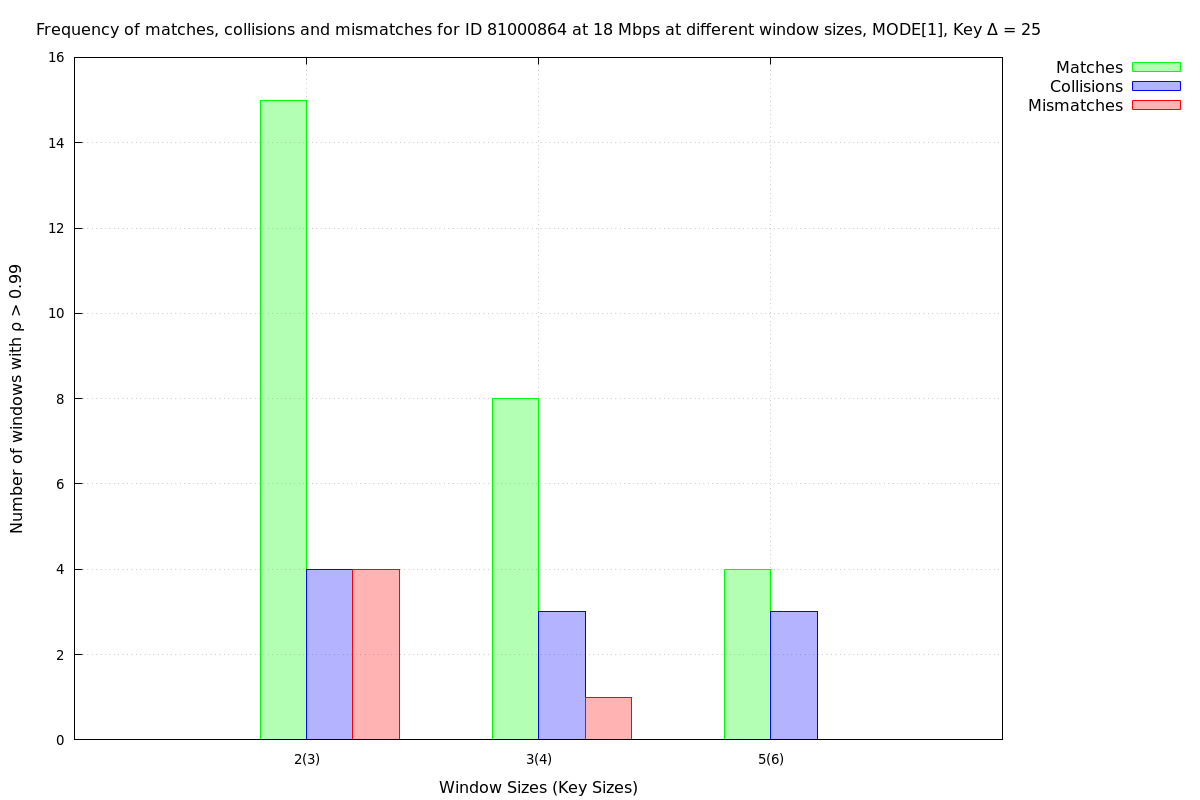 Frequency of matches, collisions and mismatches for ID 81000864 at 18 Mbps at different window sizes, MODE[1], Key Δ = 25
Matches
Collisions
Mismatches
Number of windows with ρ > 0.99
16
14
12
10
8
6
4
2
0
2(3) 3(4) 5(6)
Window Sizes (Key Sizes)